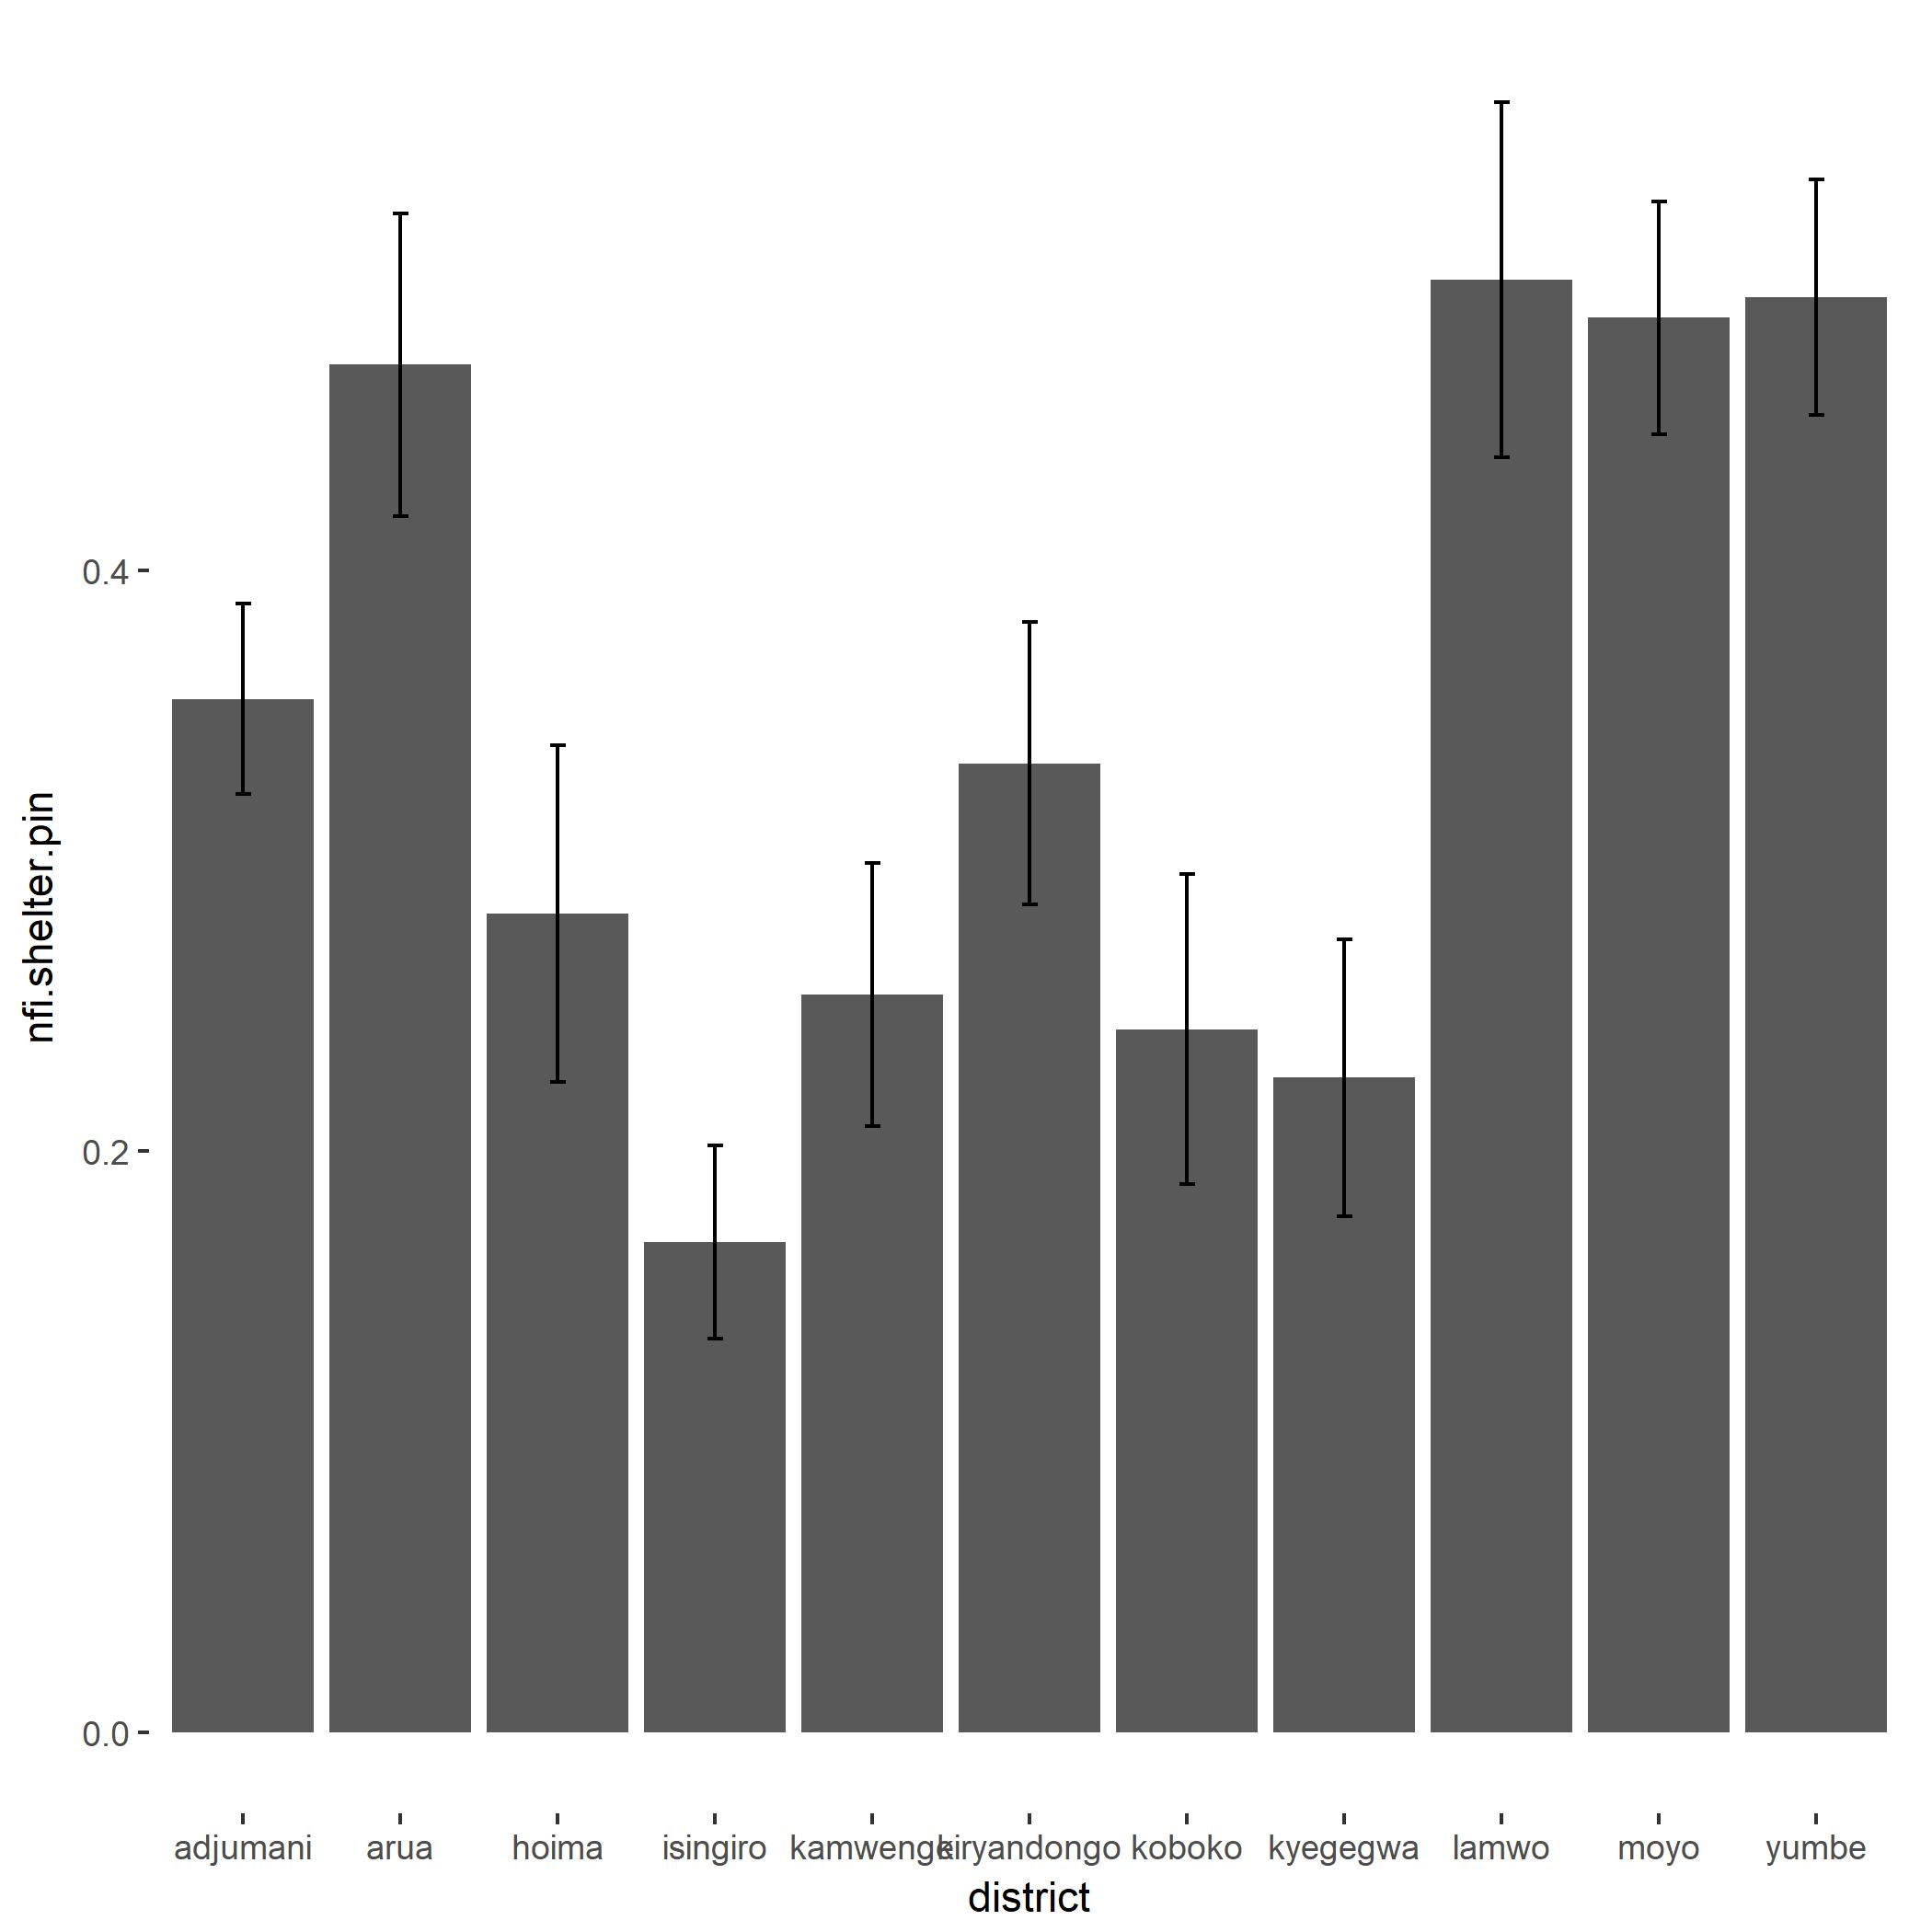 nfi.shelter.pin
0.4
0.2
0.0
adjumani arua hoima isingiro kamwenge kiryandongo koboko kyegegwa lamwo moyo yumbe
district